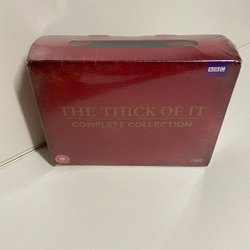 BBC
THE THICK OF IT
COMPLETE COLLECTION